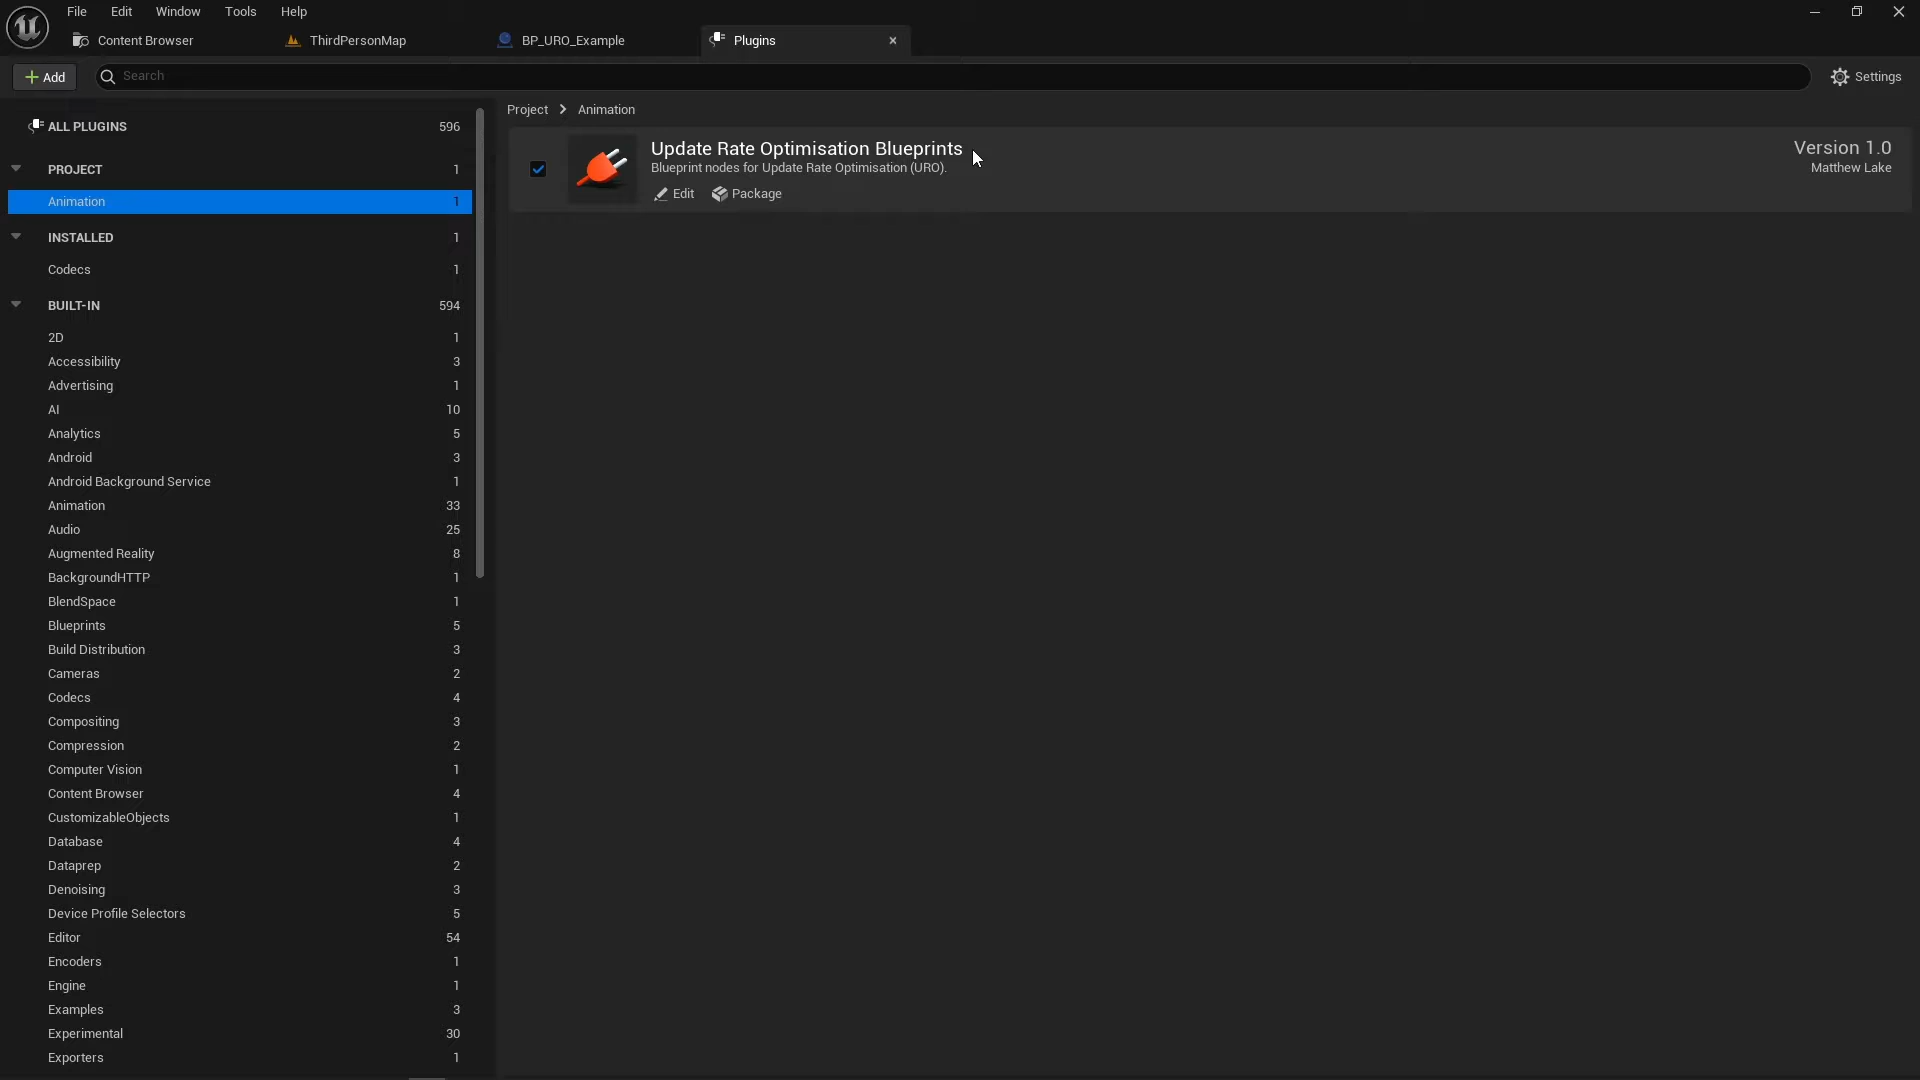 File Edit Window Tools Help
Content Browser ThirdPersonMap BP_URO_Example Plugins
Add Search Settings
Project > Animation
ALL PLUGINS 596
PROJECT 1
Animation 1
INSTALLED 1
Codecs 1
BUILT-IN 594
2D 1
Accessibility 3
Advertising 1
AI 10
Analytics 5
Android 3
Android Background Service 1
Animation 33
Audio 25
Augmented Reality 8
BackgroundHTTP 1
BlendSpace 1
Blueprints 5
Build Distribution 3
Cameras 2
Codecs 4
Compositing 3
Compression 2
Computer Vision 1
Content Browser 4
CustomizableObjects 1
Database 4
Dataprep 2
Denoising 3
Device Profile Selectors 5
Editor 54
Encoders 1
Engine 1
Examples 3
Experimental 30
Exporters 1
Update Rate Optimisation Blueprints
Blueprint nodes for Update Rate Optimisation (URO).
Edit Package
Version 1.0
Matthew Lake